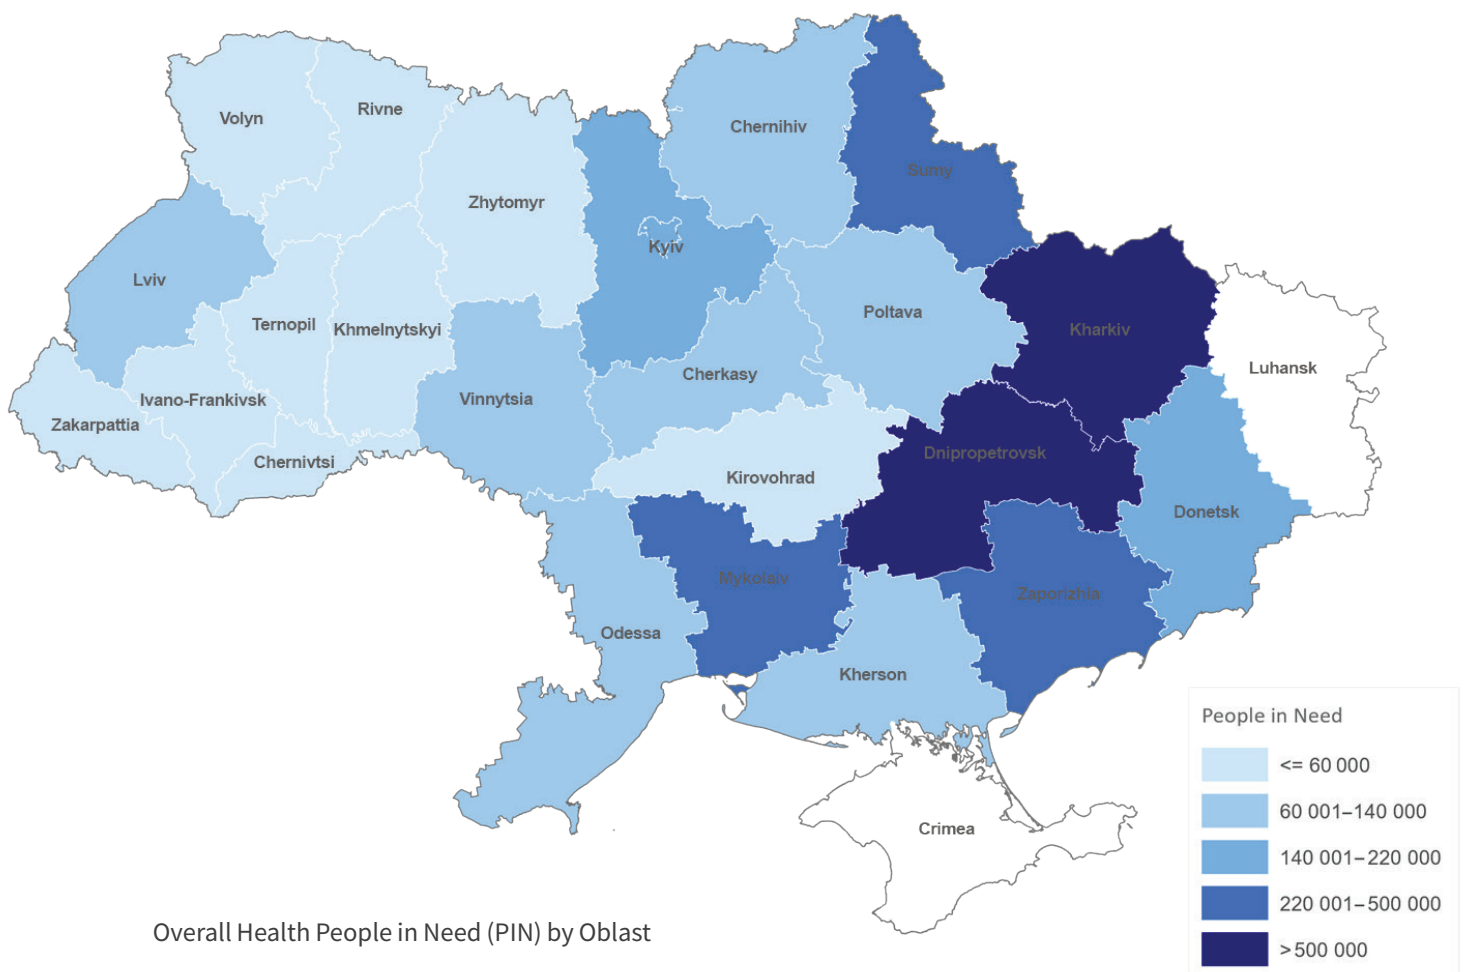 Volyn
Rivne
Zhytomyr
Chernihiv
Sumy
Kyiv
Lviv
Ternopil
Khmelnytskyi
Poltava
Kharkiv
Luhansk
Cherkasy
Vinnytsia
Ivano-Frankivsk
Zakarpattia
Chernivtsi
Kirovohrad
Dnipropetrovsk
Donetsk
Mykolaiv
Zaporizhia
Odessa
Kherson
Crimea
People in Need
<= 60 000
60 001–140 000
140 001–220 000
220 001–500 000
>500 000
Overall Health People in Need (PIN) by Oblast